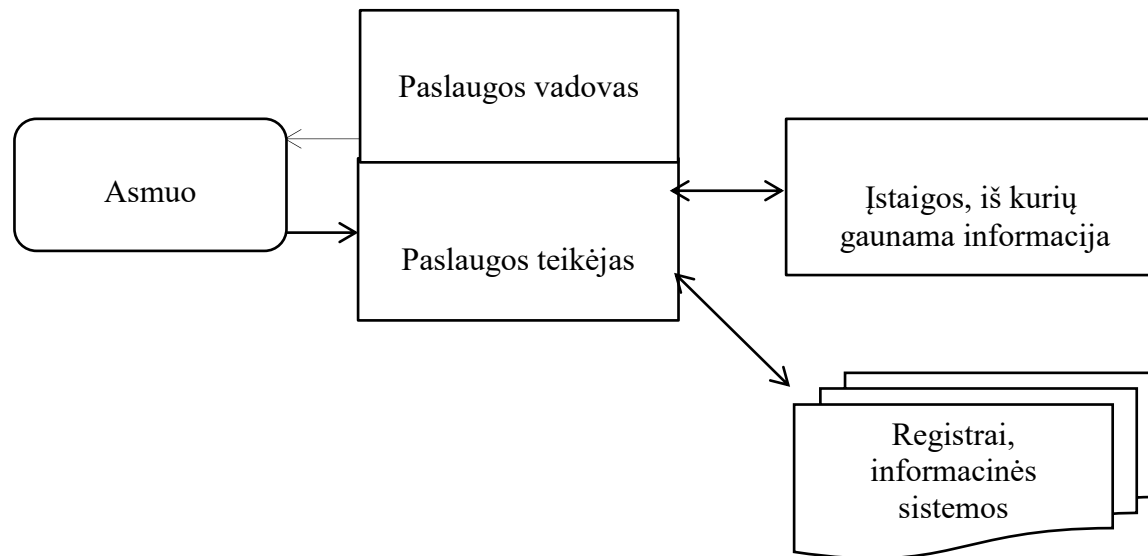 Paslaugos vadovas
Asmuo
Paslaugos teikėjas
Įstaigos, iš kurių
gaunama informacija
Registrai,
informacinės
sistemos